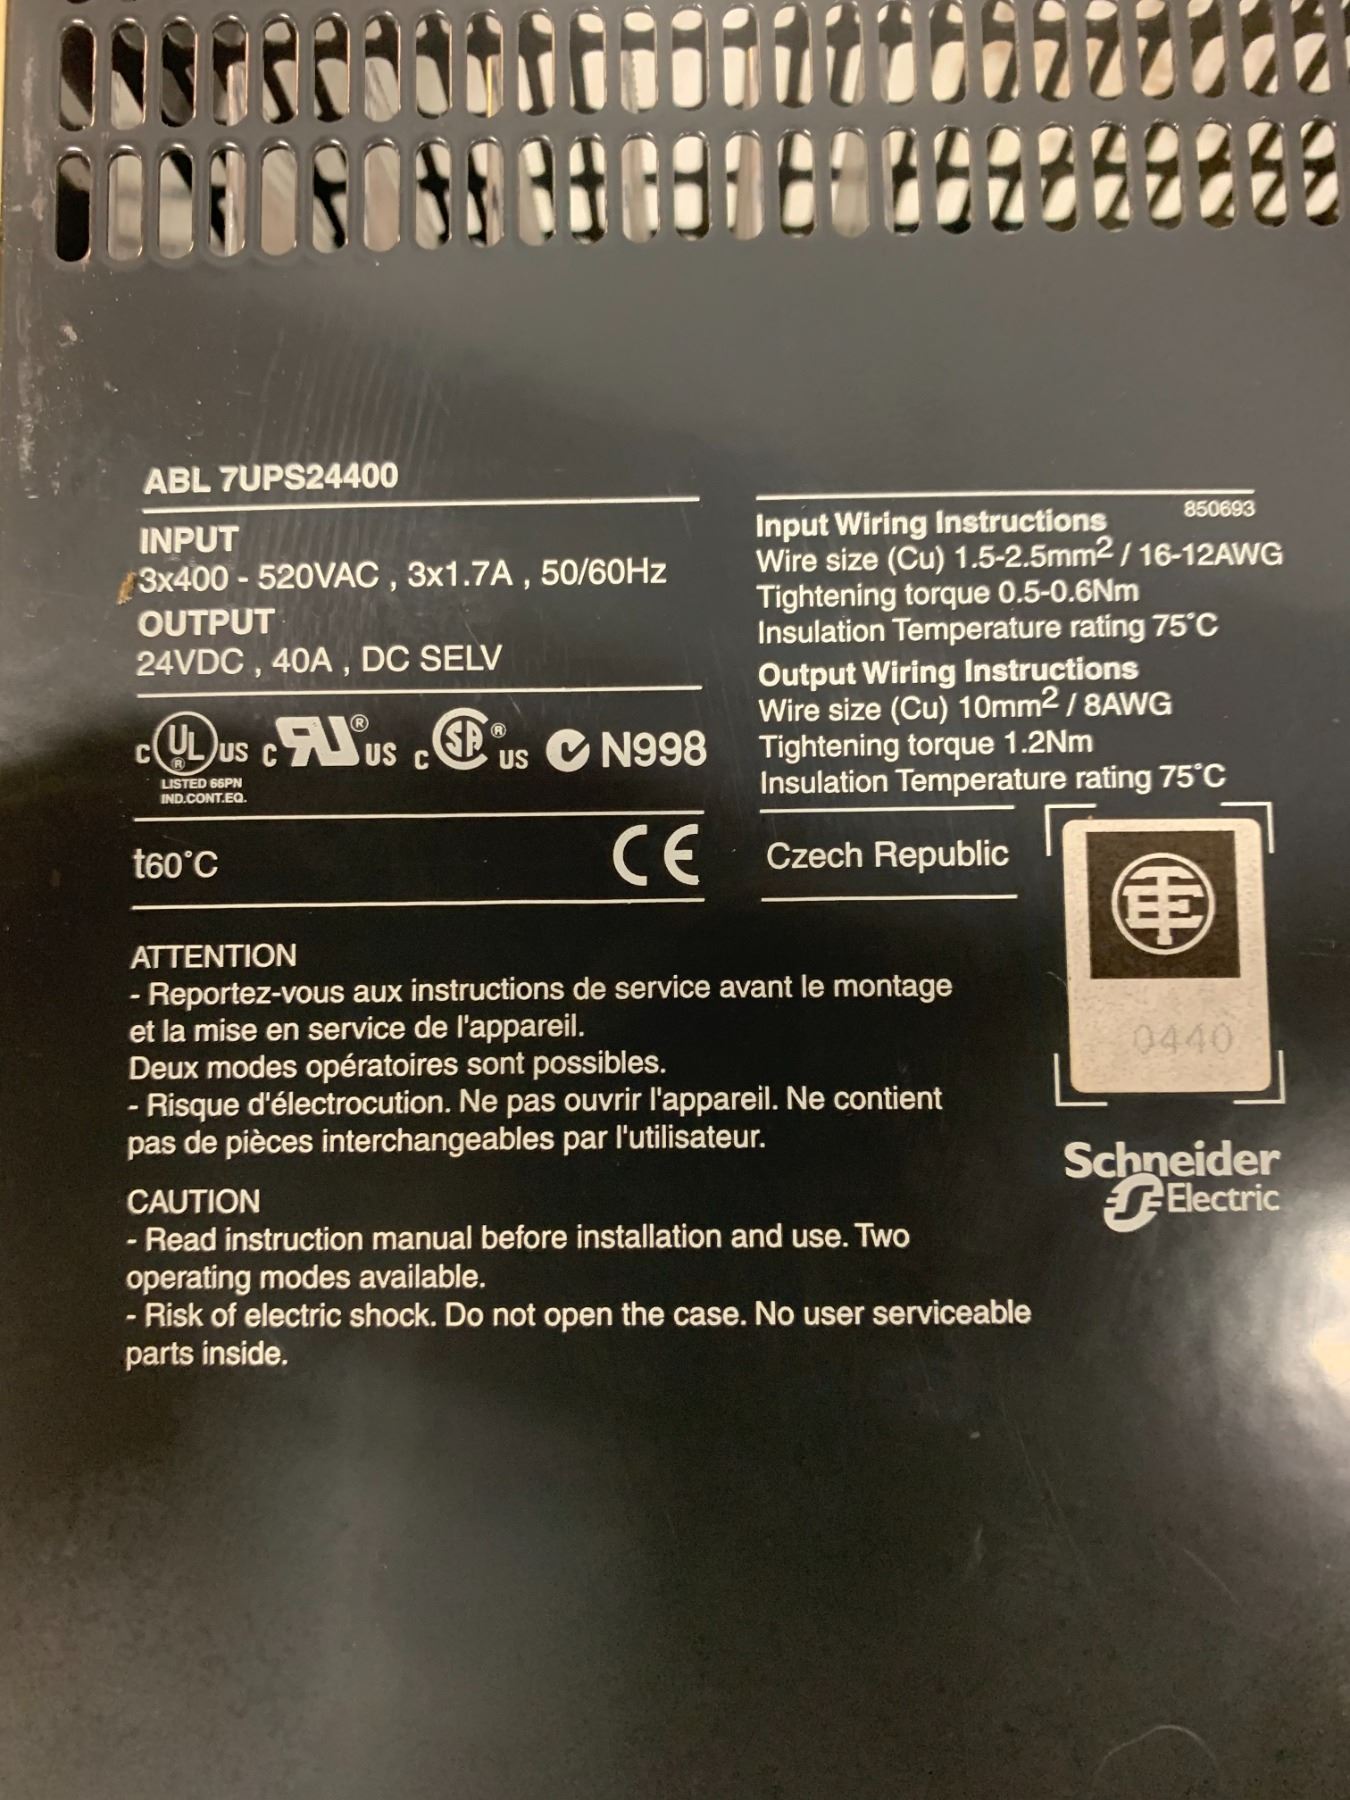 ABL 7UPS24400
INPUT
3x400 - 520VAC , 3x1.7A , 50/60Hz
OUTPUT
24VDC , 40A , DC SELV
c UL ® US c RU ® US c SA ® US N998
LISTED 66PN
IND.CONT.EQ.
t60°C CE
850693
Input Wiring Instructions
Wire size (Cu) 1.5-2.5mm² / 16-12AWG
Tightening torque 0.5-0.6Nm
Insulation Temperature rating 75°C
Output Wiring Instructions
Wire size (Cu) 10mm² / 8AWG
Tightening torque 1.2Nm
Insulation Temperature rating 75°C
Czech Republic
TE
0440
Schneider
Electric
ATTENTION
- Reportez-vous aux instructions de service avant le montage
et la mise en service de l'appareil.
Deux modes opératoires sont possibles.
- Risque d'électrocution. Ne pas ouvrir l'appareil. Ne contient
pas de pièces interchangeables par l'utilisateur.
CAUTION
- Read instruction manual before installation and use. Two
operating modes available.
- Risk of electric shock. Do not open the case. No user serviceable
parts inside.